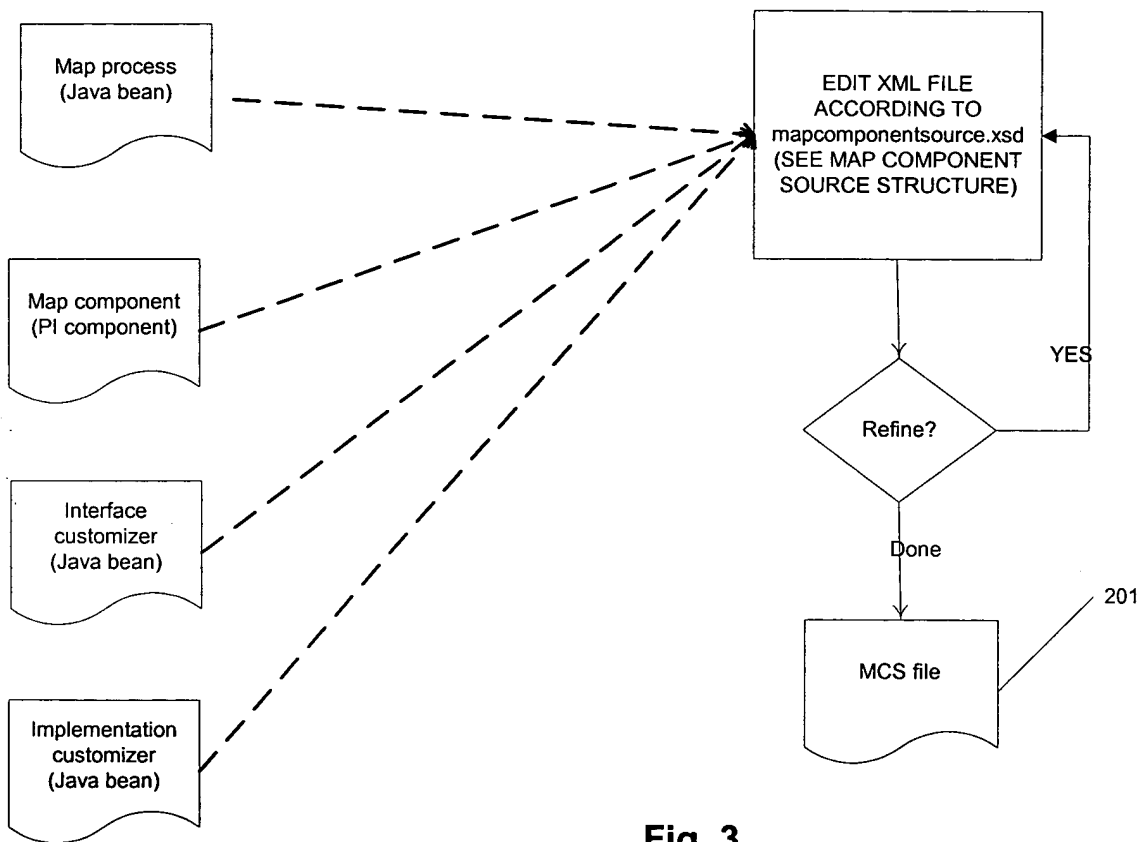 Map process
(Java bean)
EDIT XML FILE
ACCORDING TO
mapcomponentsource.xsd
(SEE MAP COMPONENT
SOURCE STRUCTURE)
Map component
(PI component)
YES
Refine?
Interface
customizer
(Java bean)
Done
201
MCS file
Implementation
customizer
(Java bean)
Fig. 3